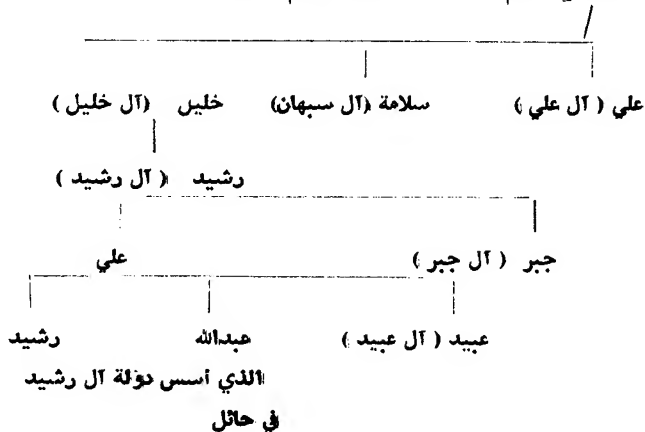 علي ( آل علي ) سلامة (آل سبهان) خليل (آل خليل )
رشيد ( آل رشيد )
جبر ( آل جبر ) علي
عبيد ( آل عبيد ) عبدالله رشيد
الذي أسس دولة آل رشيد
في حائل